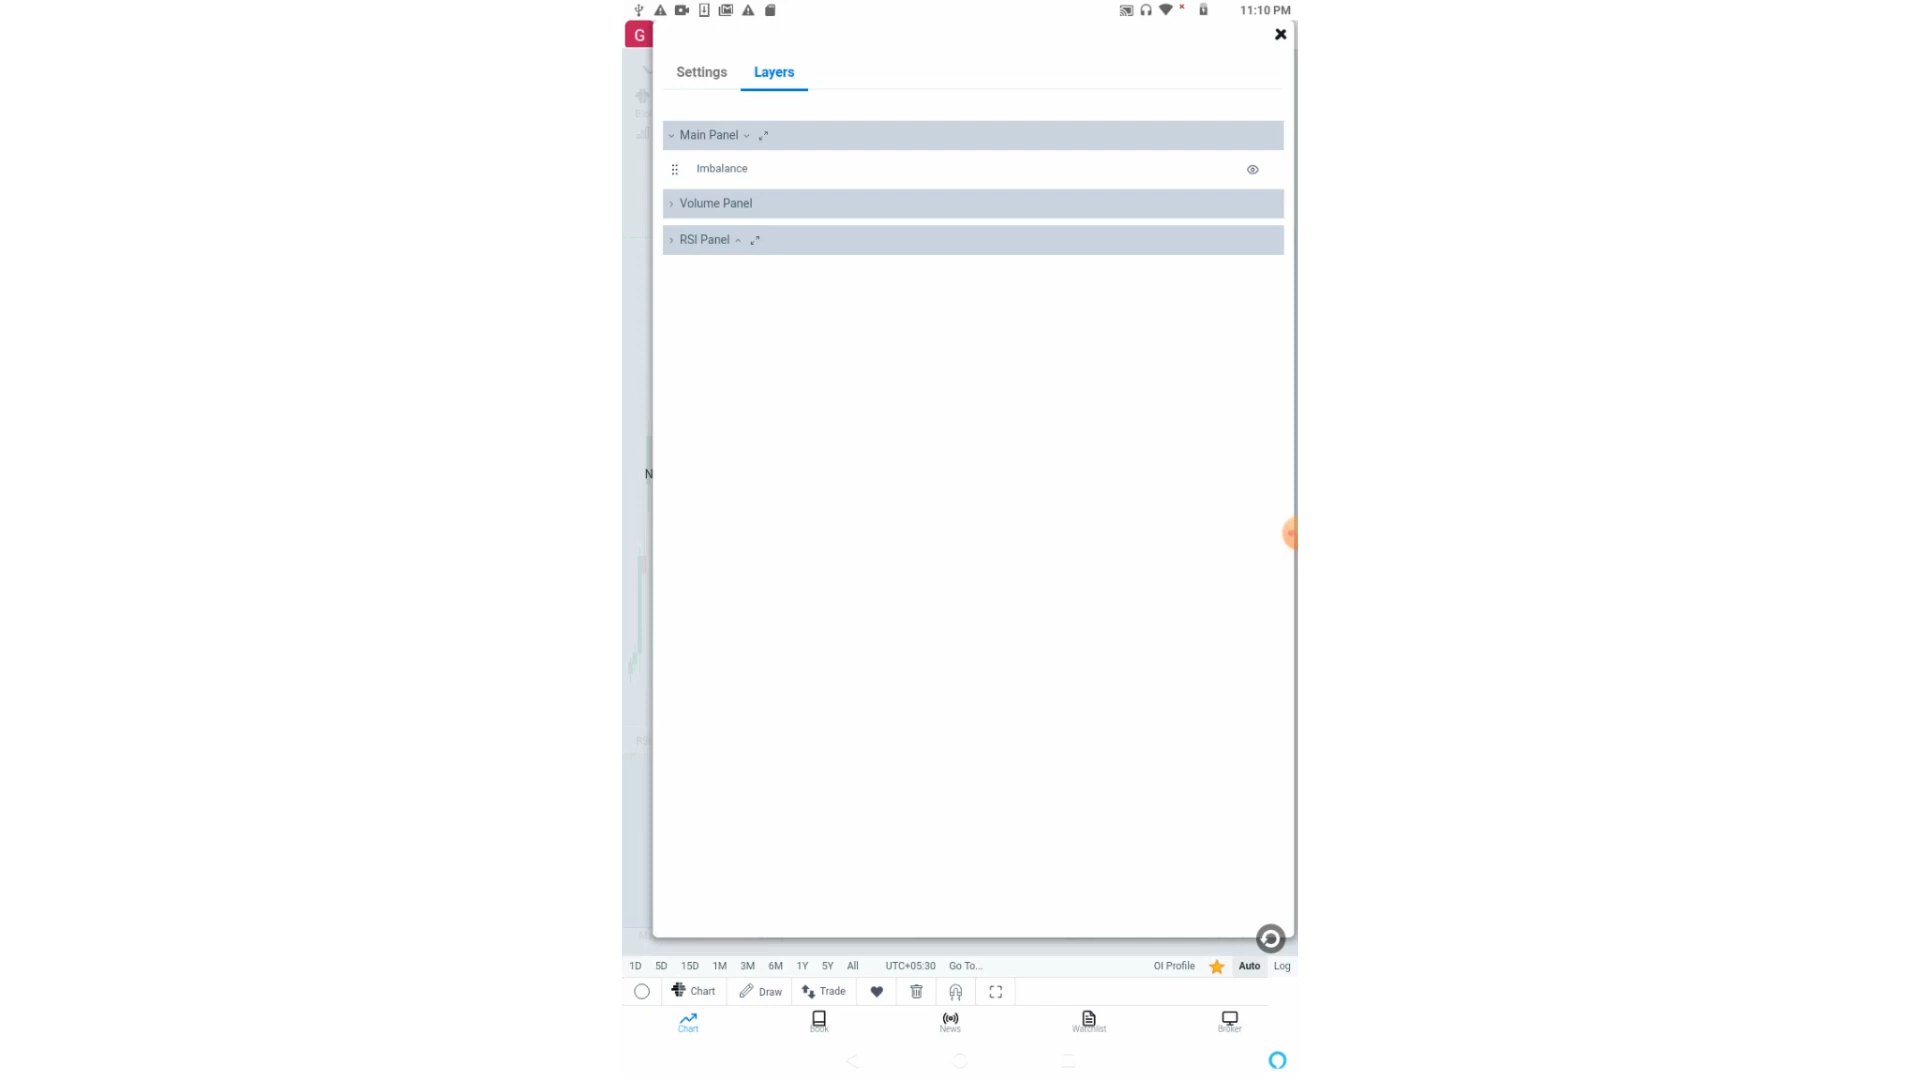 11:10 PM
G
Settings Layers
Main Panel
Imbalance
Volume Panel
RSI Panel
N
1D 5D 15D 1M 3M 6M 1Y 5Y All UTC+05:30 Go To... OI Profile Auto Log
Chart Draw Trade
Chart Book News Watchlist Broker